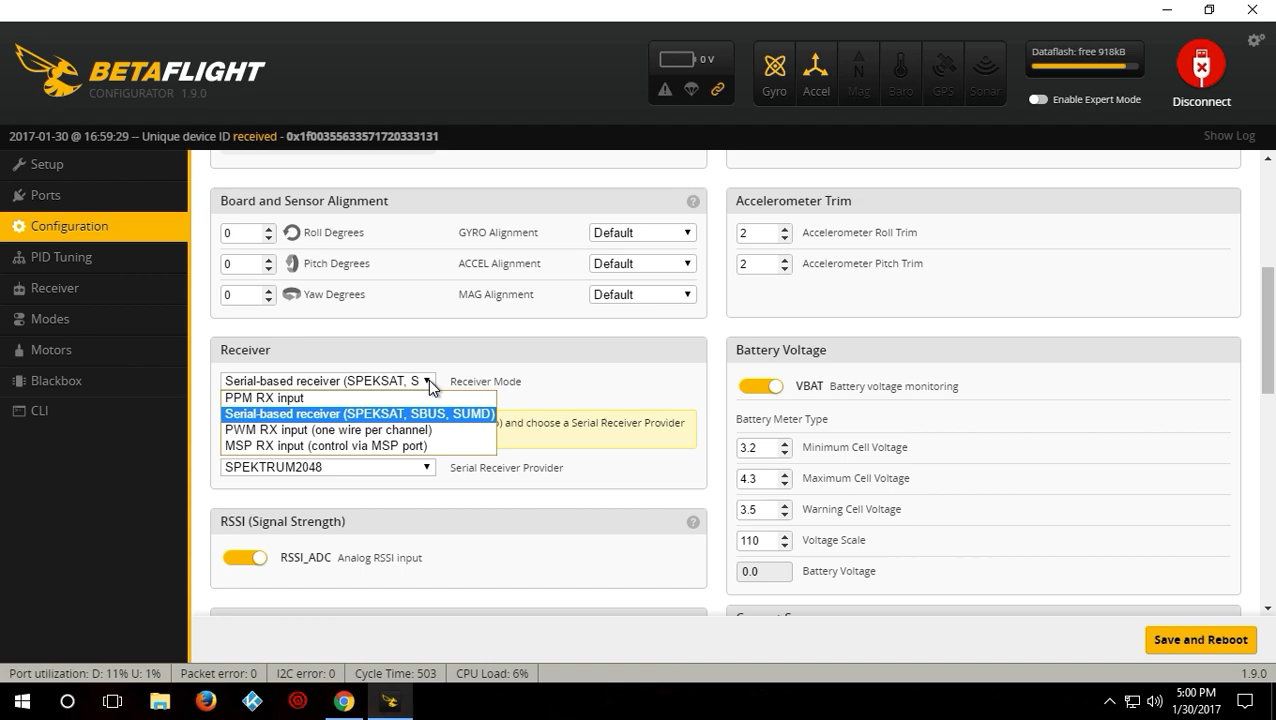 BETAFLIGHT
CONFIGURATOR 1.9.0
0 V
Gyro
Accel
Mag
Baro
GPS
Sonar
Dataflash: free 918kB
Enable Expert Mode
Disconnect
2017-01-30 @ 16:59:29 -- Unique device ID received - 0x1f0035563357172033​3131
Show Log
Setup
Ports
Configuration
PID Tuning
Receiver
Modes
Motors
Blackbox
CLI
Board and Sensor Alignment
0 Roll Degrees GYRO Alignment Default
0 Pitch Degrees ACCEL Alignment Default
0 Yaw Degrees MAG Alignment Default
Accelerometer Trim
2 Accelerometer Roll Trim
2 Accelerometer Pitch Trim
Receiver
Serial-based receiver (SPEKSAT, S Receiver Mode
PPM RX input
Serial-based receiver (SPEKSAT, SBUS, SUMD)
) and choose a Serial Receiver Provider
PWM RX input (one wire per channel)
MSP RX input (control via MSP port)
SPEKTRUM2048 Serial Receiver Provider
RSSI (Signal Strength)
RSSI_ADC Analog RSSI input
Battery Voltage
VBAT Battery voltage monitoring
Battery Meter Type
3.2 Minimum Cell Voltage
4.3 Maximum Cell Voltage
3.5 Warning Cell Voltage
110 Voltage Scale
0.0 Battery Voltage
Save and Reboot
Port utilization: D: 11% U: 1% Packet error: 0 I2C error: 0 Cycle Time: 503 CPU Load: 6% 1.9.0
5:00 PM
1/30/2017